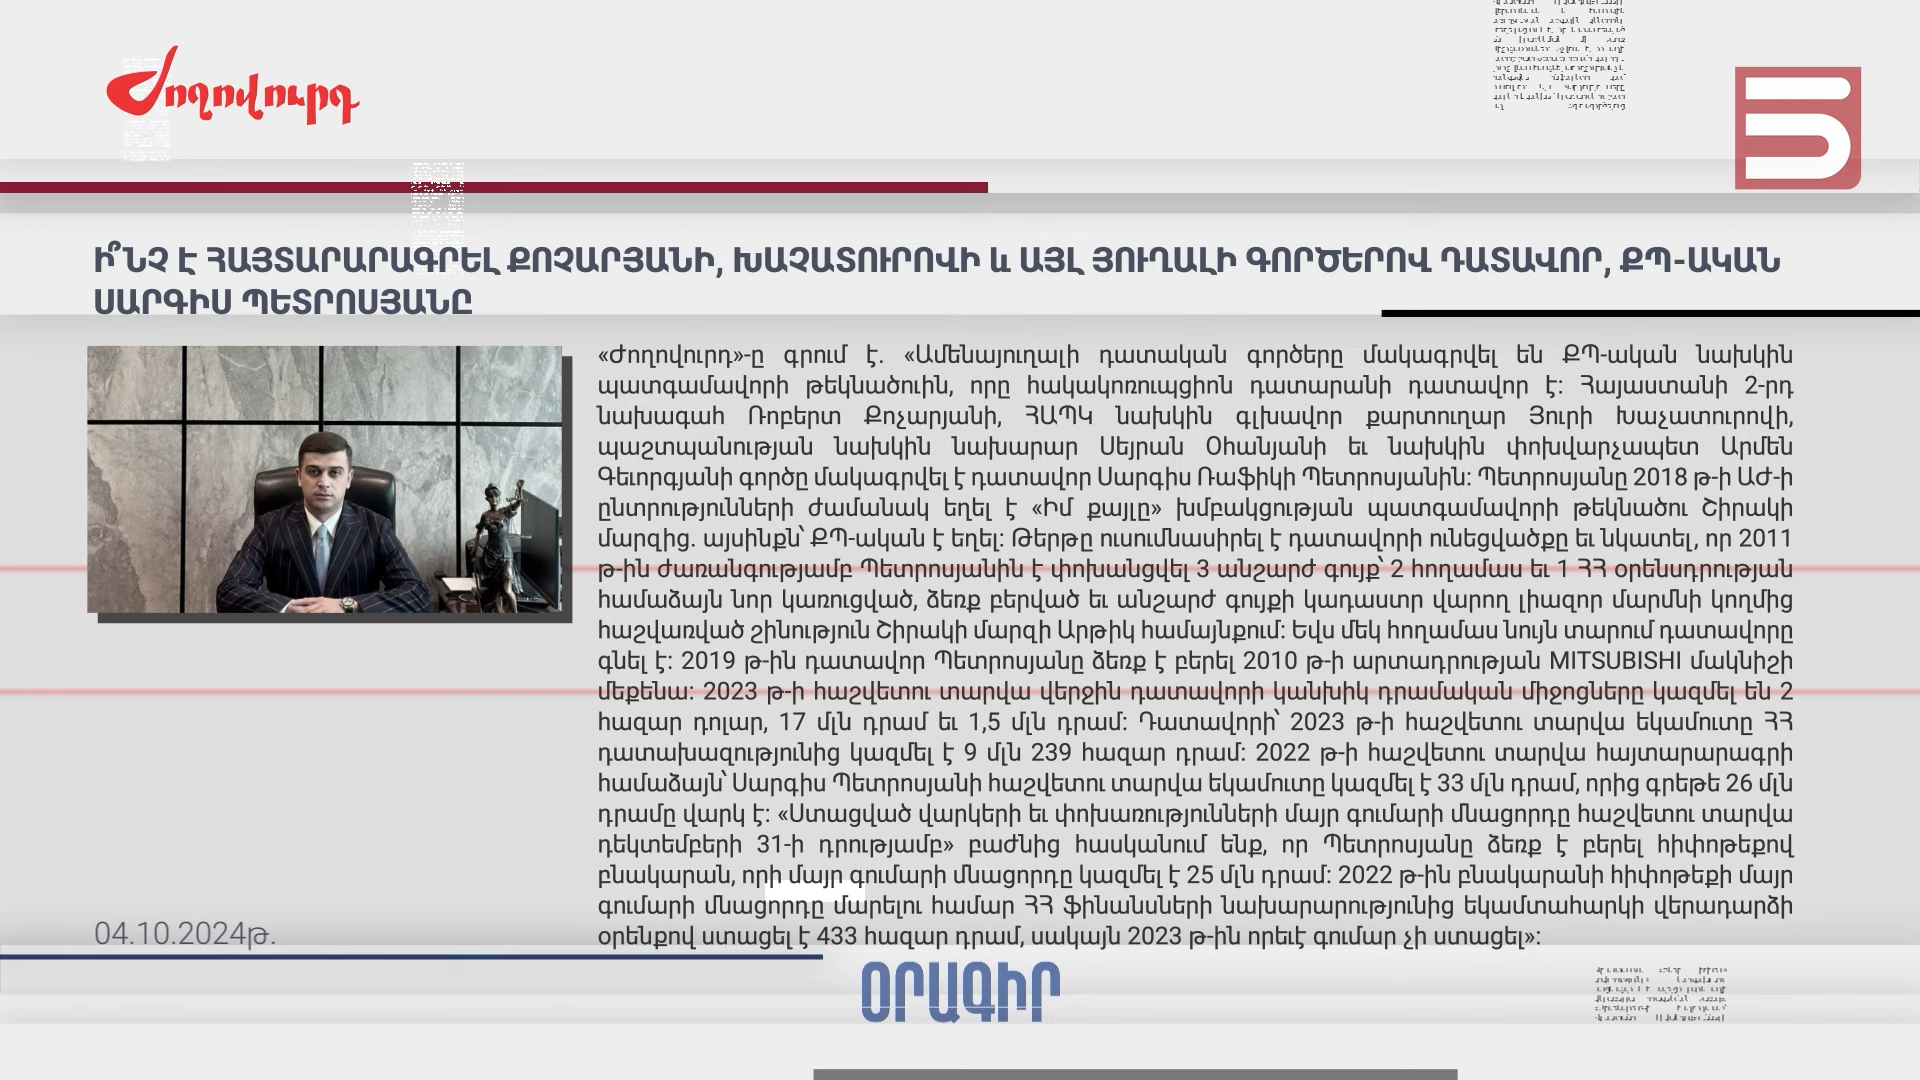 Ժողովուրդ
Ի՞ՆՉ Է ՀԱՅՏԱՐԱՐԱԳՐԵԼ ՔՈՉԱՐՅԱՆԻ, ԽԱՉԱՏՈՒՐՈՎԻ և ԱՅԼ ՅՈՒՂԱԼԻ ԳՈՐԾԵՐՈՎ ԴԱՏԱՎՈՐ, ՔՊ-ԱԿԱՆ
ՍԱՐԳԻՍ ՊԵՏՐՈՍՅԱՆԸ
«Ժողովուրդ»-ը գրում է. «Ամենայուղալի դատական գործերը մակագրվել են ՔՊ-ական նախկին
պատգամավորի թեկնածուին, որը հակակոռուպցիոն դատարանի դատավոր է: Հայաստանի 2-րդ
նախագահ Ռոբերտ Քոչարյանի, ՀԱՊԿ նախկին գլխավոր քարտուղար Յուրի Խաչատուրովի,
պաշտպանության նախկին նախարար Սեյրան Օհանյանի եւ նախկին փոխվարչապետ Արմեն
Գեւորգյանի գործը մակագրվել է դատավոր Սարգիս Ռաֆիկի Պետրոսյանին: Պետրոսյանը 2018 թ-ի ԱԺ-ի
ընտրությունների ժամանակ եղել է «Իմ քայլը» խմբակցության պատգամավորի թեկնածու Շիրակի
մարզից. այսինքն՝ ՔՊ-ական է եղել: Թերթը ուսումնասիրել է դատավորի ունեցվածքը եւ նկատել, որ 2011
թ-ին ժառանգությամբ Պետրոսյանին է փոխանցվել 3 անշարժ գույք՝ 2 հողամաս եւ 1 ՀՀ օրենսդրության
համաձայն նոր կառուցված, ձեռք բերված եւ անշարժ գույքի կադաստր վարող լիազոր մարմնի կողմից
հաշվառված շինություն Շիրակի մարզի Արթիկ համայնքում: Եվս մեկ հողամաս նույն տարում դատավորը
գնել է: 2019 թ-ին դատավոր Պետրոսյանը ձեռք է բերել 2010 թ-ի արտադրության MITSUBISHI մակնիշի
մեքենա: 2023 թ-ի հաշվետու տարվա վերջին դատավորի կանխիկ դրամական միջոցները կազմել են 2
հազար դոլար, 17 մլն դրամ եւ 1,5 մլն դրամ: Դատավորի՝ 2023 թ-ի հաշվետու տարվա եկամուտը ՀՀ
դատախազությունից կազմել է 9 մլն 239 հազար դրամ: 2022 թ-ի հաշվետու տարվա հայտարարագրի
համաձայն՝ Սարգիս Պետրոսյանի հաշվետու տարվա եկամուտը կազմել է 33 մլն դրամ, որից գրեթե 26 մլն
դրամը վարկ է: «Ստացված վարկերի եւ փոխառությունների մայր գումարի մնացորդը հաշվետու տարվա
դեկտեմբերի 31-ի դրությամբ» բաժնից հասկանում ենք, որ Պետրոսյանը ձեռք է բերել հիփոթեքով
բնակարան, որի մայր գումարի մնացորդը կազմել է 25 մլն դրամ: 2022 թ-ին բնակարանի հիփոթեքի մայր
գումարի մնացորդը մարելու համար ՀՀ ֆինանսների նախարարությունից եկամտահարկի վերադարձի
օրենքով ստացել է 433 հազար դրամ, սակայն 2023 թ-ին որեւէ գումար չի ստացել»:
04.10.2024թ.
ՕՐԱԳԻՐ